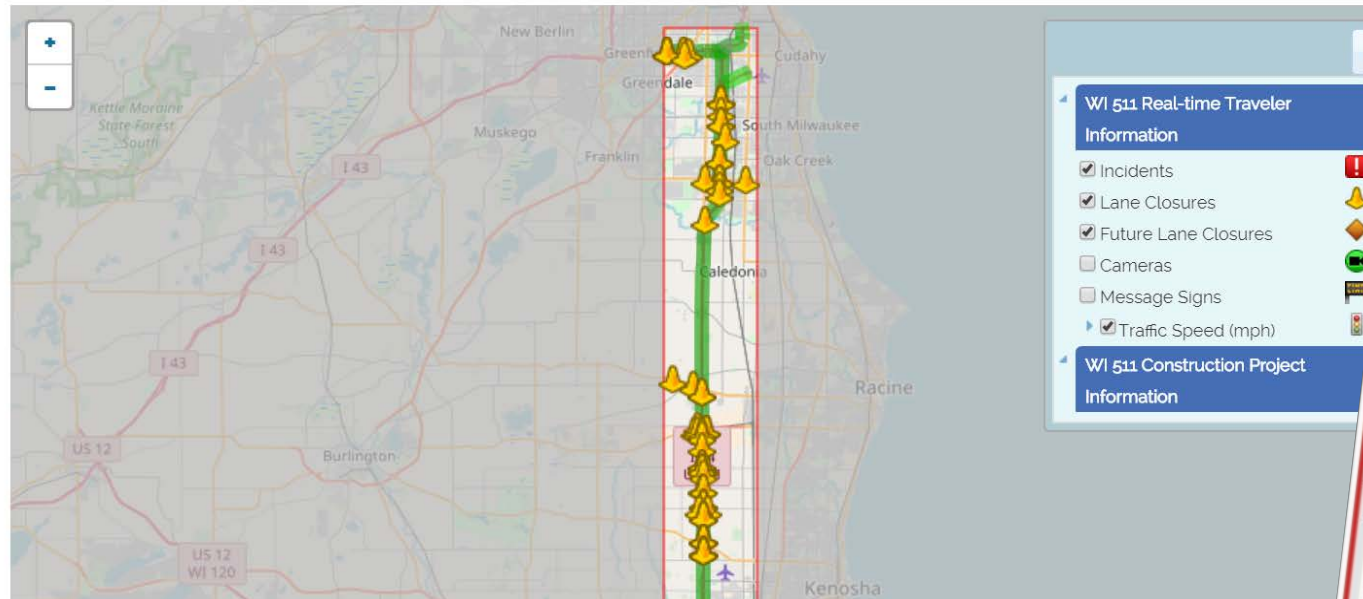 +
-
New Berlin
Cudahy
Greendale
Kettle Moraine
State Forest
South
Muskego
South Milwaukee
I 43
Franklin
Oak Creek
I 43
Caledonia
I 43
Racine
US 12
Burlington
US 12
WI 120
Kenosha
WI 511 Real-time Traveler
Information
Incidents
Lane Closures
Future Lane Closures
Cameras
Message Signs
Traffic Speed (mph)
WI 511 Construction Project
Information